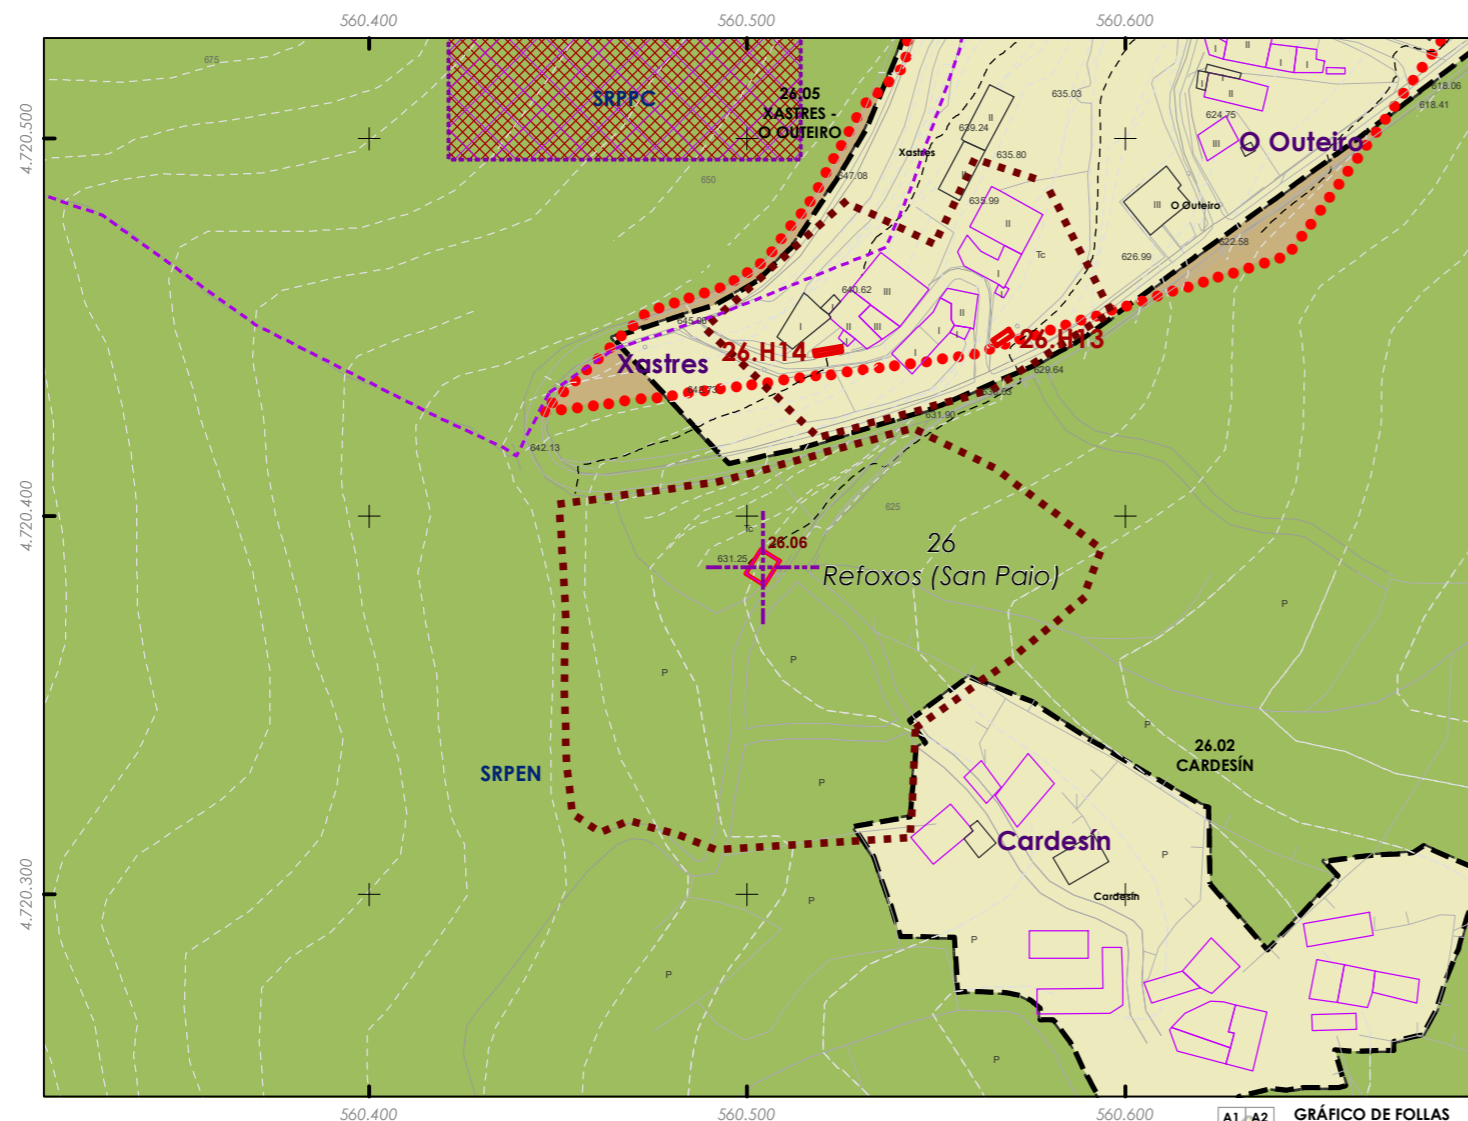 560.400
560.500
560.600
675
SRPPC
26.05
XASTRES -
O OUTEIRO
635.03
618.06
618.41
4.720.500
639.24
624.75
O Outeiro
Xastres
635.80
647.08
650
635.99
O Outeiro
622.58
626.99
Tc
640.62
26.H14
26.H13
Xastres
629.64
631.90
642.13
4.720.400
625
Tc
26.06
631.25
26
Refoxos (San Paio)
P
P
P
P
26.02
CARDESÍN
SRPEN
P
Cardesín
P
Cardesín
4.720.300
P
P
P
P
560.400
560.500
560.600
A1 A2
GRÁFICO DE FOLLAS